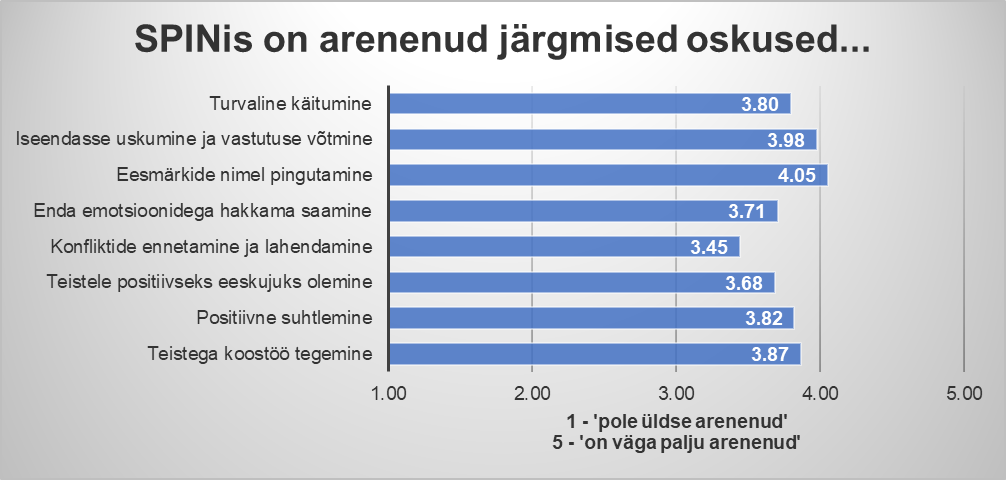 SPINis on arenenud järgmised oskused...
Turvaline käitumine 3.80
Iseendasse uskumine ja vastutuse võtmine 3.98
Eesmärkide nimel pingutamine 4.05
Enda emotsioonidega hakkama saamine 3.71
Konfliktide ennetamine ja lahendamine 3.45
Teistele positiivseks eeskujuks olemine 3.68
Positiivne suhtlemine 3.82
Teistega koostöö tegemine 3.87
1.00 2.00 3.00 4.00 5.00
1 - 'pole üldse arenenud'
5 - 'on väga palju arenenud'